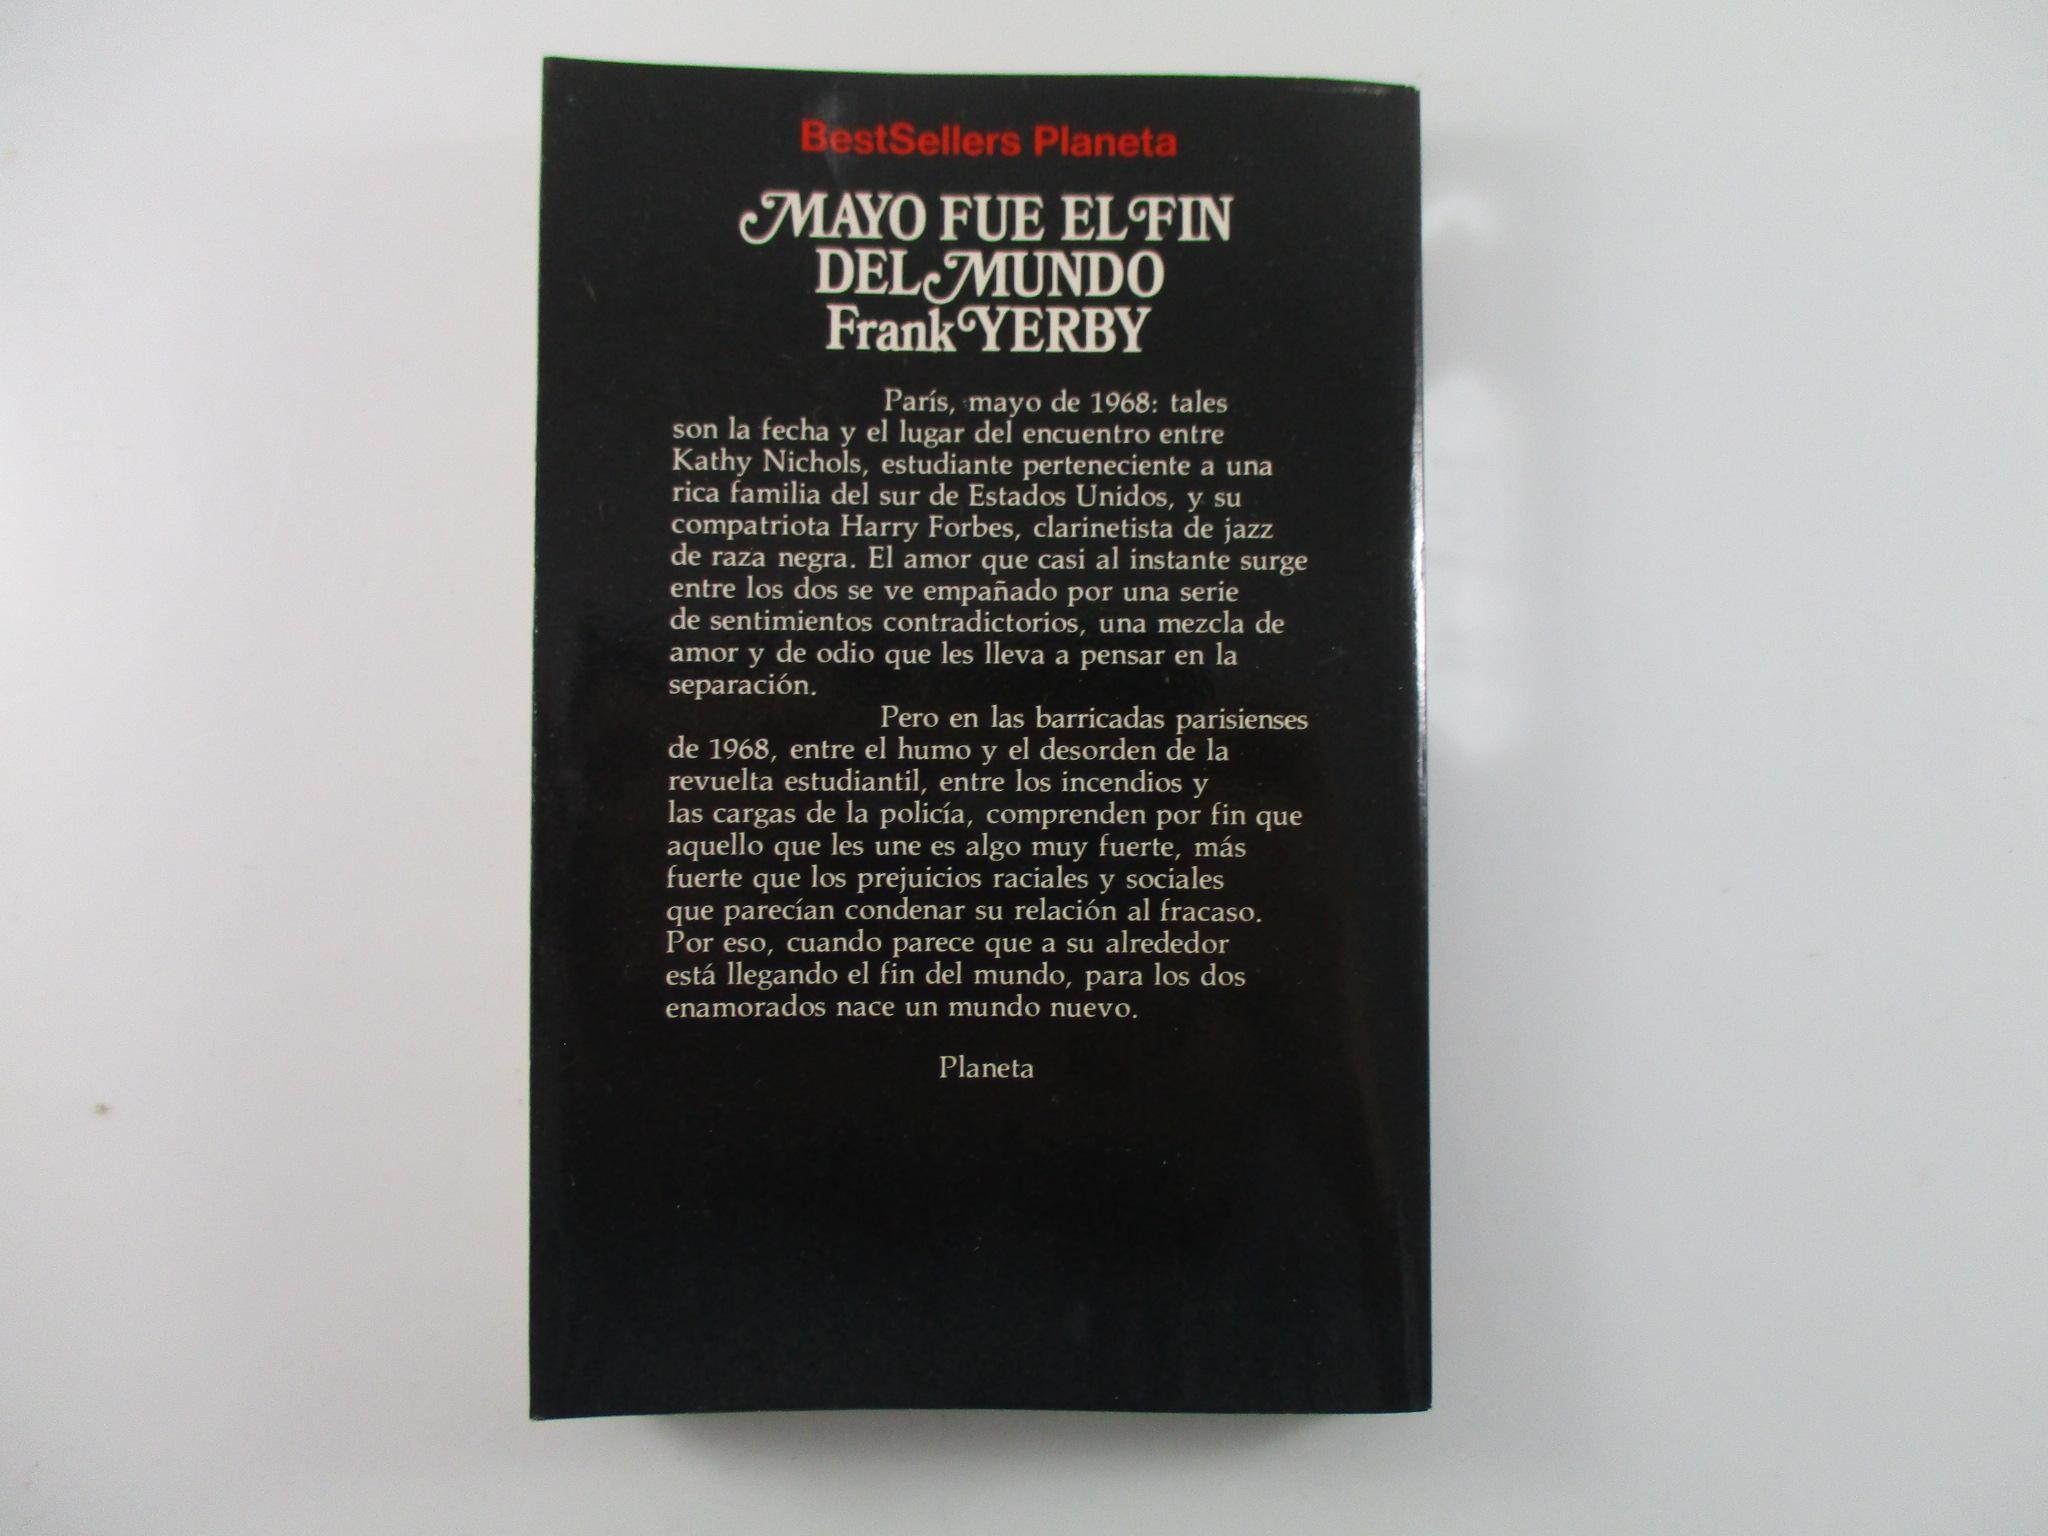 BestSellers Planeta
MAYO FUE EL FIN
DEL MUNDO
Frank YERBY
París, mayo de 1968: tales
son la fecha y el lugar del encuentro entre
Kathy Nichols, estudiante perteneciente a una
rica familia del sur de Estados Unidos, y su
compatriota Harry Forbes, clarinetista de jazz
de raza negra. El amor que casi al instante surge
entre los dos se ve empañado por una serie
de sentimientos contradictorios, una mezcla de
amor y de odio que les lleva a pensar en la
separación.
Pero en las barricadas parisienses
de 1968, entre el humo y el desorden de la
revuelta estudiantil, entre los incendios y
las cargas de la policía, comprenden por fin que
aquello que les une es algo muy fuerte, más
fuerte que los prejuicios raciales y sociales
que parecían condenar su relación al fracaso.
Por eso, cuando parece que a su alrededor
está llegando el fin del mundo, para los dos
enamorados nace un mundo nuevo.
Planeta